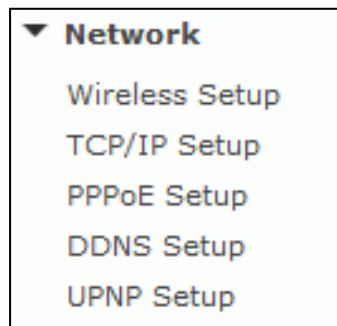 Network
Wireless Setup
TCP/IP Setup
PPPoE Setup
DDNS Setup
UPNP Setup